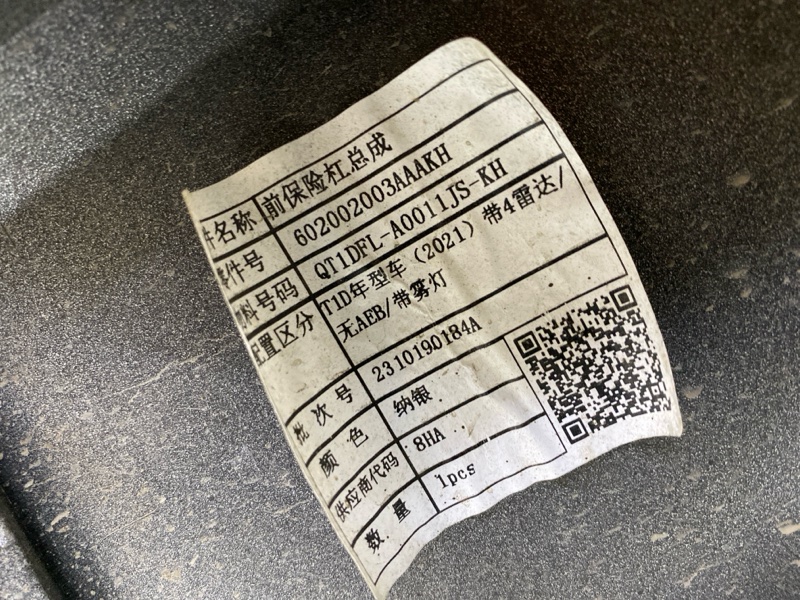 件名称 前保险杠总成
零件号 602002003AAAKH
物料号码 QT1DFL-A0011JS-KH
配置区分 T1D年型车（2021）带4雷达/
无AEB/带雾灯
批次号 2310190184A
颜色 纳银
供应商代码 8HA
数量 1pcs